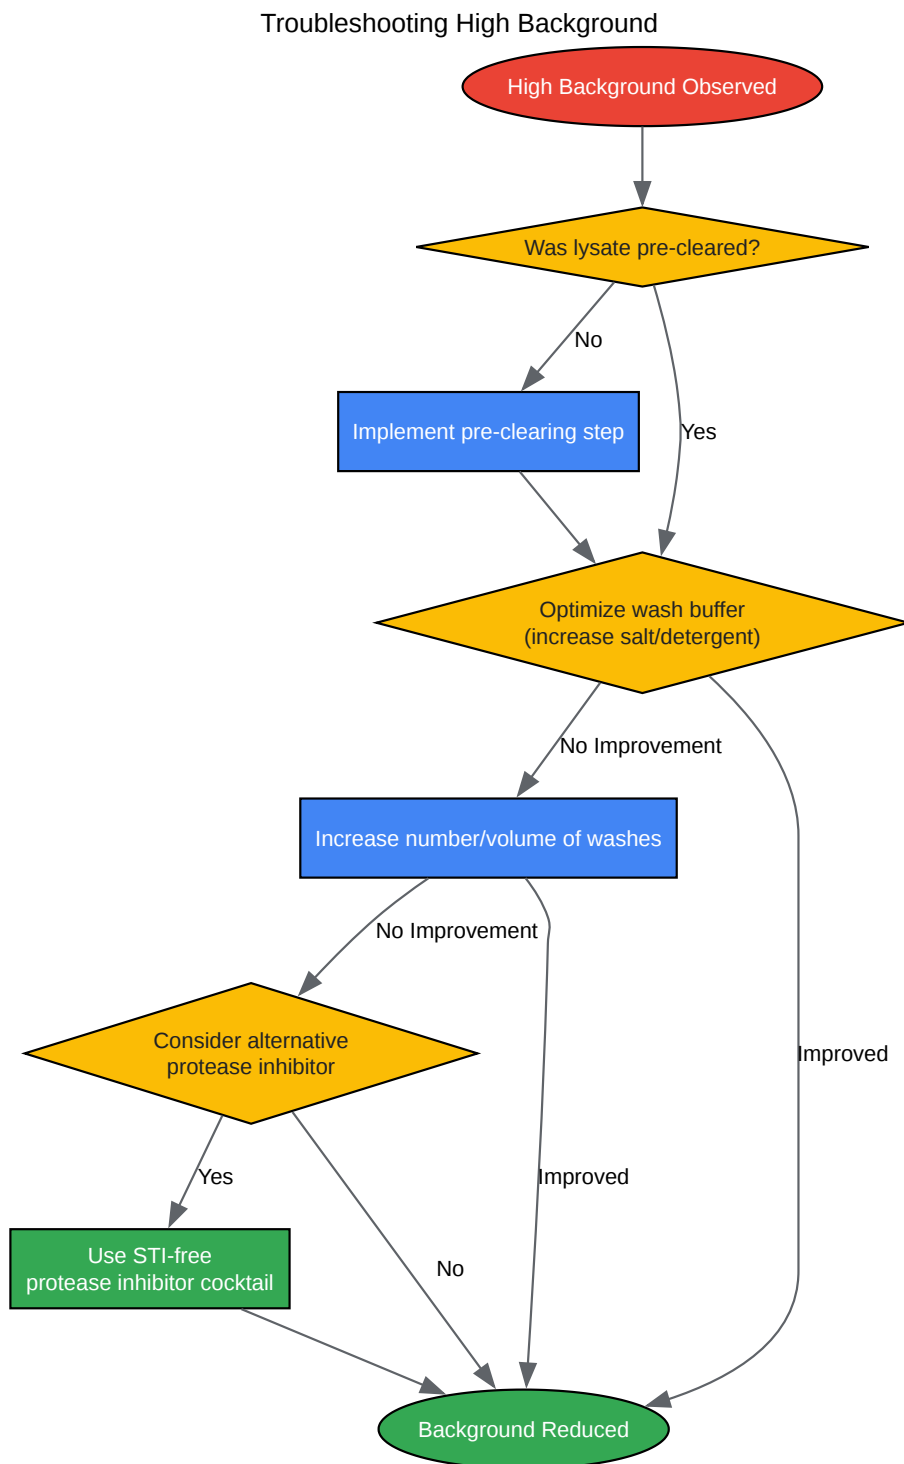 Troubleshooting High Background
High Background Observed
Was lysate pre-cleared?
No
Implement pre-clearing step
Yes
Optimize wash buffer
(increase salt/detergent)
No Improvement
Increase number/volume of washes
No Improvement
Consider alternative
protease inhibitor
Improved
Yes
Improved
Use STI-free
protease inhibitor cocktail
No
Background Reduced